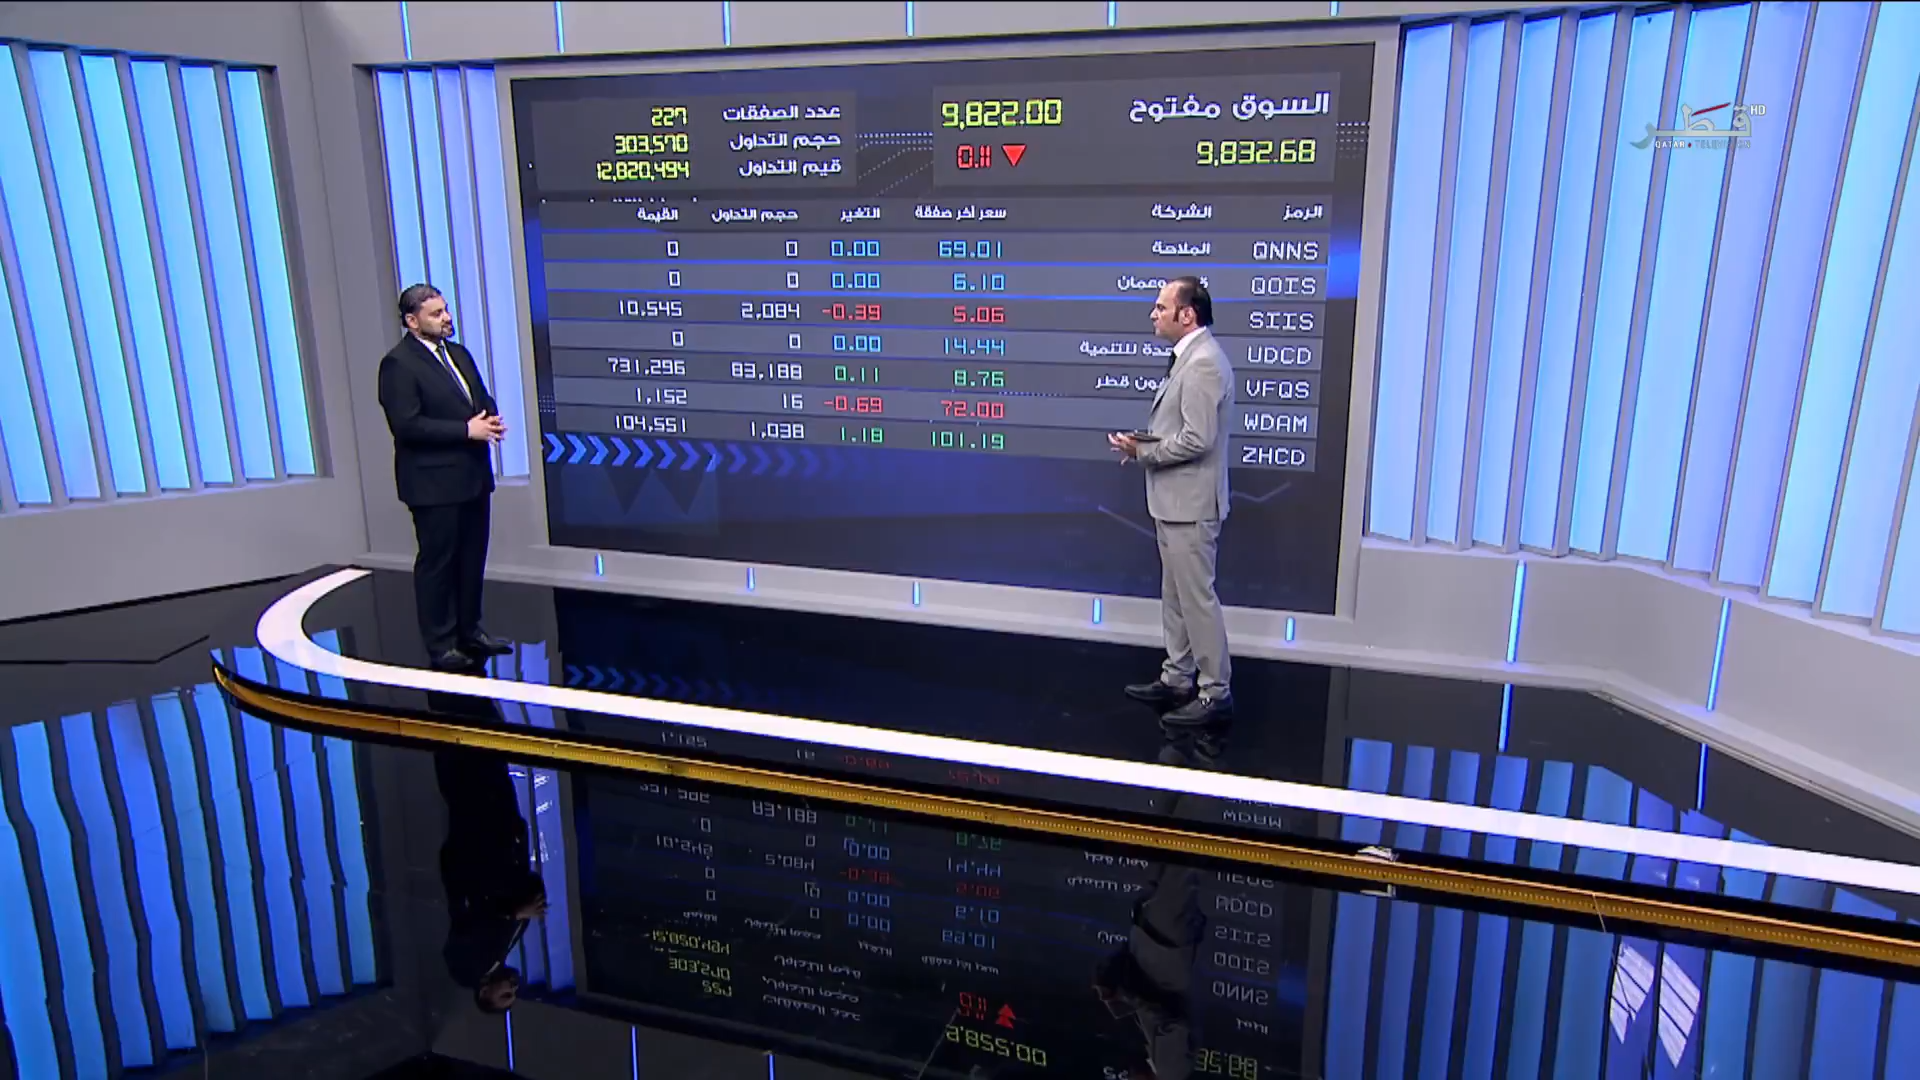 قطر HD
QATAR TELEVISION
السوق مفتوح 9,822.00
9,832.68 0.11
عدد الصفقات 227
حجم التداول 303,570
قيم التداول 12,820,494
الرمز الشركة سعر آخر صفقة التغير حجم التداول القيمة
QNNS الملاحة 69.01 0.00 0 0
QOIS وعمان 6.10 0.00 0 0
SIIS 5.06 -0.39 2,084 10,545
UDCD للتنمية 14.44 0.00 0 0
VFQS قطر 8.76 0.11 83,188 731,296
WDAM 72.00 -0.69 16 1,152
ZHCD 101.19 1.18 1,038 104,551